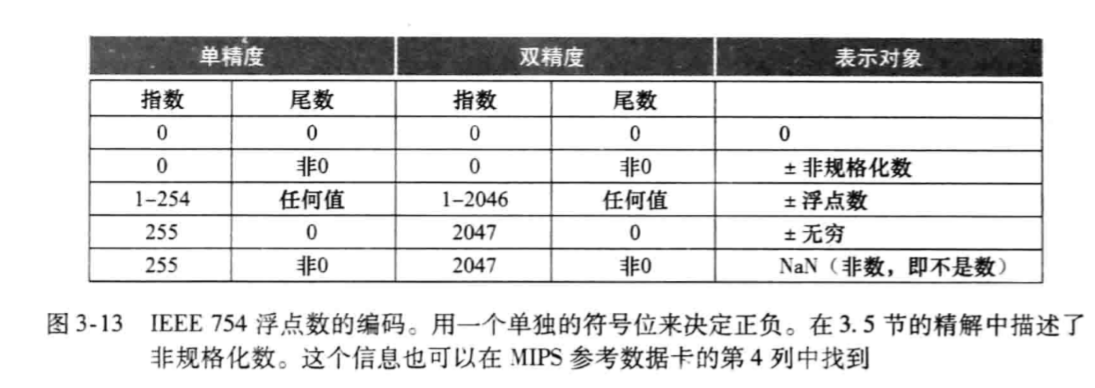 单精度 双精度 表示对象
指数 尾数 指数 尾数
0 0 0 0 0
0 非0 0 非0 ±非规格化数
1-254 任何值 1-2046 任何值 ±浮点数
255 0 2047 0 ±无穷
255 非0 2047 非0 NaN（非数，即不是数）
图 3-13 IEEE 754 浮点数的编码。用一个单独的符号位来决定正负。在 3.5 节的精解中描述了
非规格化数。这个信息也可以在 MIPS 参考数据卡的第 4 列中找到